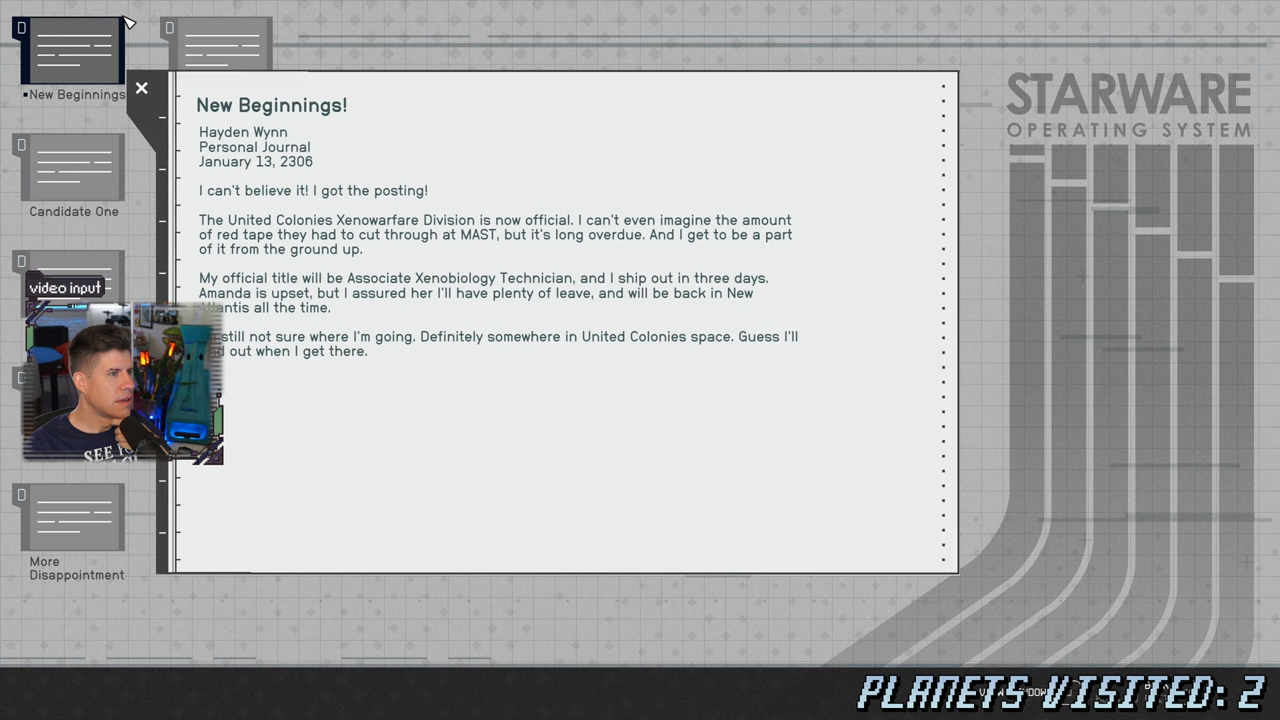 New Beginnings
New Beginnings!
Hayden Wynn
Personal Journal
January 13, 2306
I can't believe it! I got the posting!
The United Colonies Xenowarfare Division is now official. I can't even imagine the amount
of red tape they had to cut through at MAST, but it's long overdue. And I get to be a part
of it from the ground up.
My official title will be Associate Xenobiology Technician, and I ship out in three days.
Amanda is upset, but I assured her I'll have plenty of leave, and will be back in New
all the time.
still not sure where I'm going. Definitely somewhere in United Colonies space. Guess I'll
out when I get there.
Candidate One
video input
SEE
More
Disappointment
STARWARE
OPERATING SYSTEM
PLANETS VISITED: 2